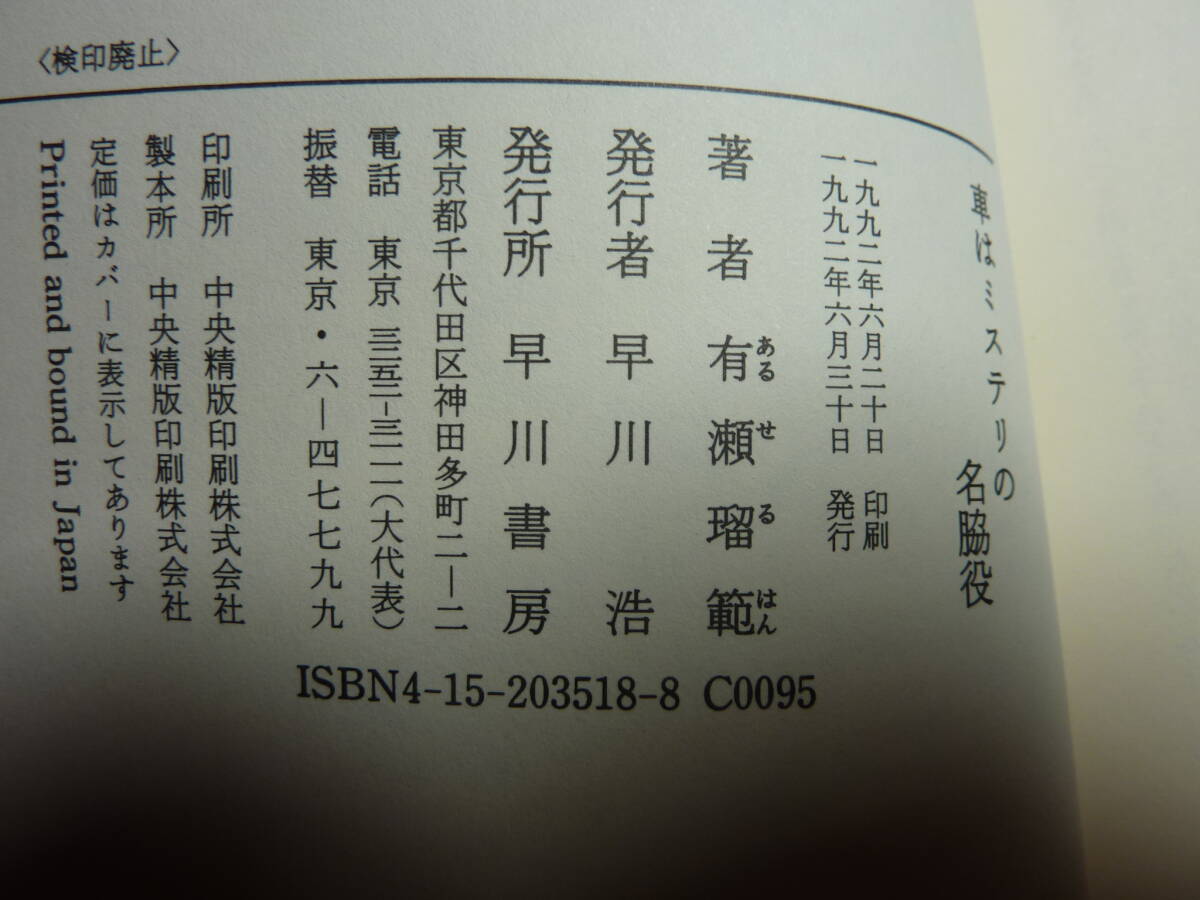 〈検印廃止〉
車はミステリの
名脇役
一九九二年六月二十日 印刷
一九九二年六月三十日 発行
著者 有瀬瑠範
あるせるはん
発行者 早川 浩
発行所 早川書房
東京都千代田区神田多町二―二
電話 東京 三二五二-三一一一(大代表)
振替 東京・六―四七七九九
印刷所 中央精版印刷株式会社
製本所 中央精版印刷株式会社
定価はカバーに表示してあります
Printed and bound in Japan
ISBN4-15-203518-8 C0095